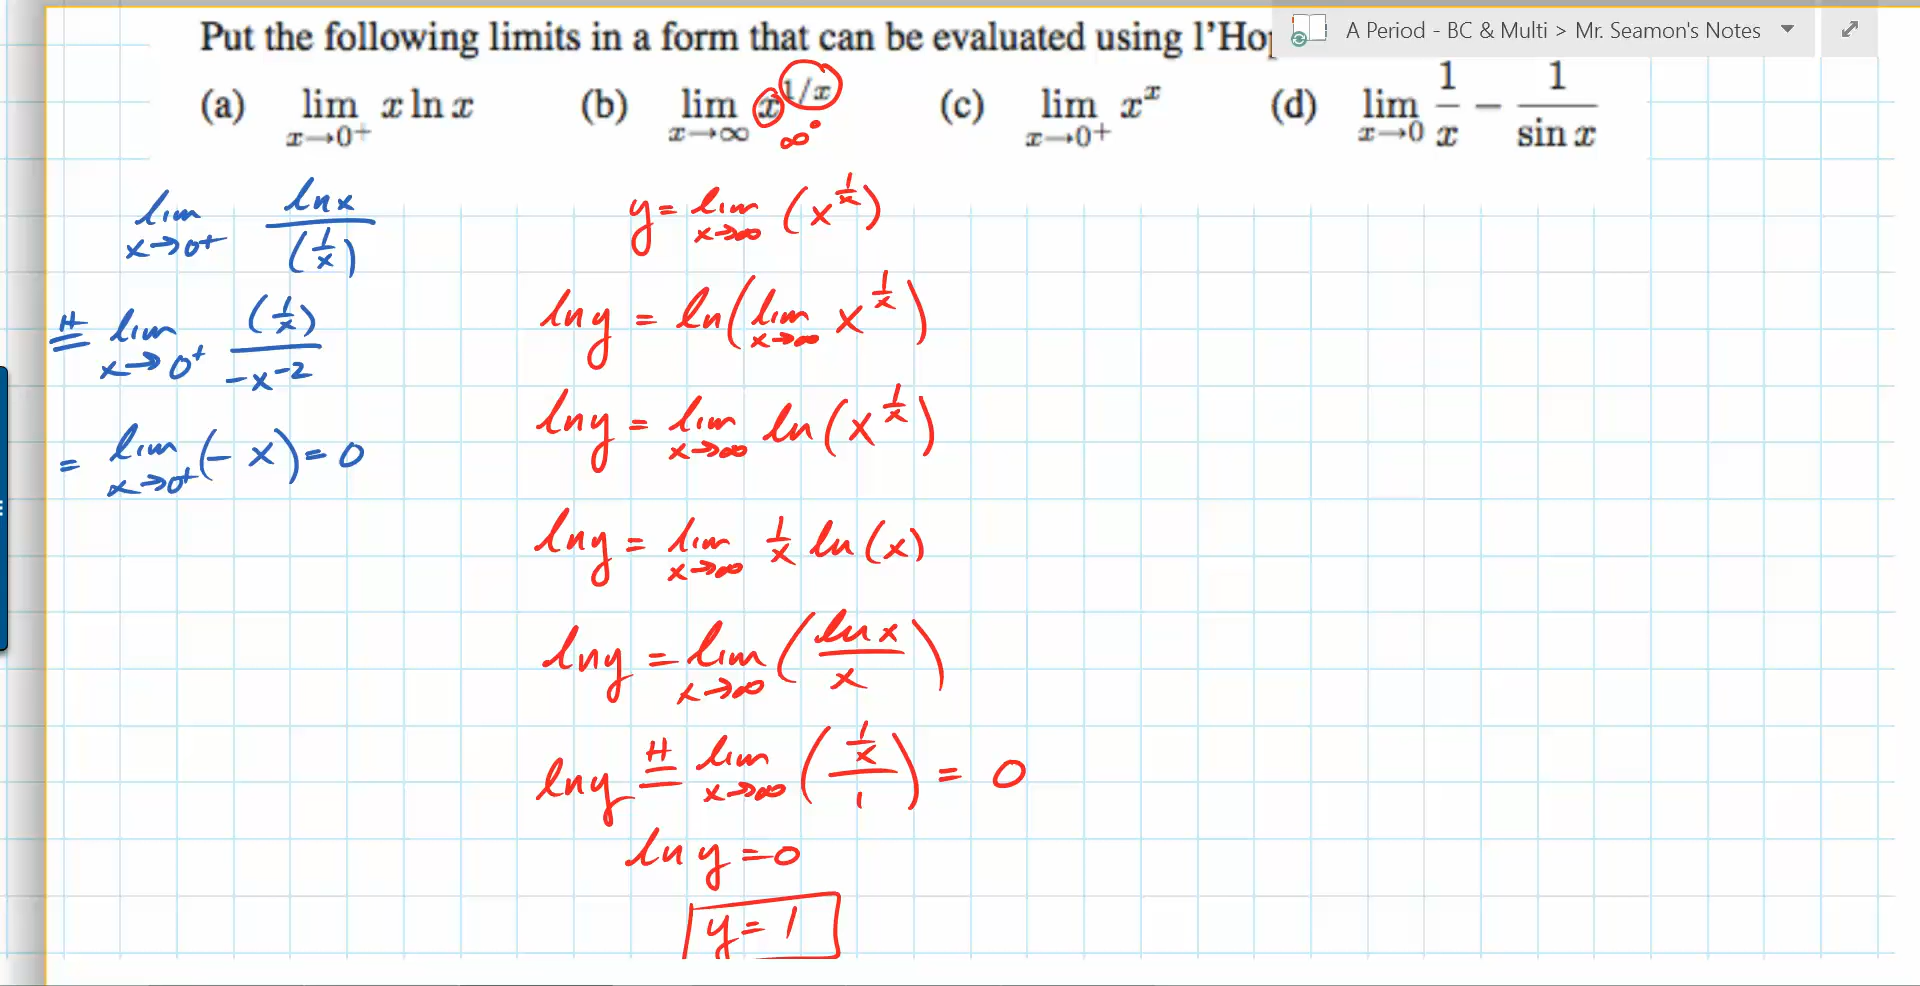 Put the following limits in a form that can be evaluated using l'Hop
A Period - BC & Multi > Mr. Seamon's Notes
(a) lim x→0⁺ x ln x (b) lim x→∞ x^{1/x} (c) lim x→0⁺ x^x (d) lim x→0 1/x − 1/sin x
∞⁰
lim x→0⁺ ln x / (1/x)
H= lim x→0⁺ (1/x) / −x⁻²
= lim x→0⁺ (− x) = 0
y = lim x→∞ (x^{1/x})
ln y = ln(lim x→∞ x^{1/x})
ln y = lim x→∞ ln(x^{1/x})
ln y = lim x→∞ 1/x ln(x)
ln y = lim x→∞ (ln x / x)
ln y H= lim x→∞ ((1/x) / 1) = 0
ln y = 0
y = 1